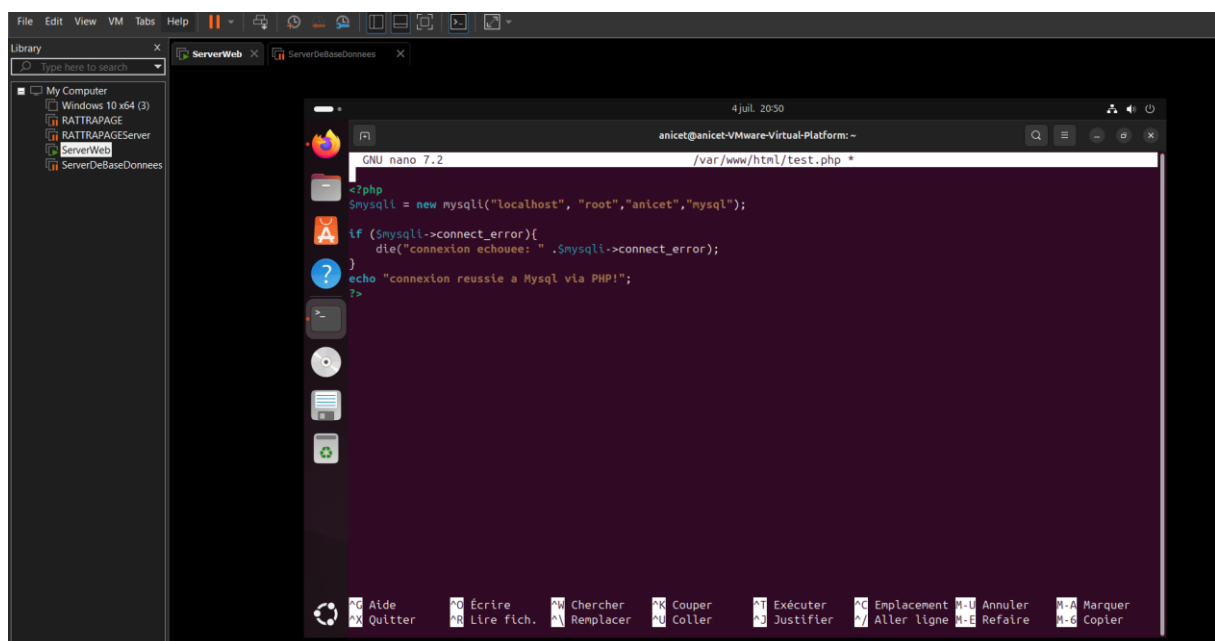 File Edit View VM Tabs Help
Library X
Type here to search
My Computer
Windows 10 x64 (3)
RATTRAPAGE
RATTRAPAGEServer
ServerWeb
ServerDeBaseDonnees
ServerWeb X ServerDeBaseDonnees X
4 juil. 20:50
anicet@anicet-VMware-Virtual-Platform: ~
GNU nano 7.2 /var/www/html/test.php *
<?php
$mysqli = new mysqli("localhost", "root","anicet","mysql");
if ($mysqli->connect_error){
die("connexion echouee: " .$mysqli->connect_error);
}
echo "connexion reussie a Mysql via PHP!";
?>
^G Aide ^O Écrire ^W Chercher ^K Couper ^T Exécuter ^C Emplacement M-U Annuler M-A Marquer
^X Quitter ^R Lire fich. ^\ Remplacer ^U Coller ^J Justifier ^/ Aller ligne M-E Refaire M-6 Copier